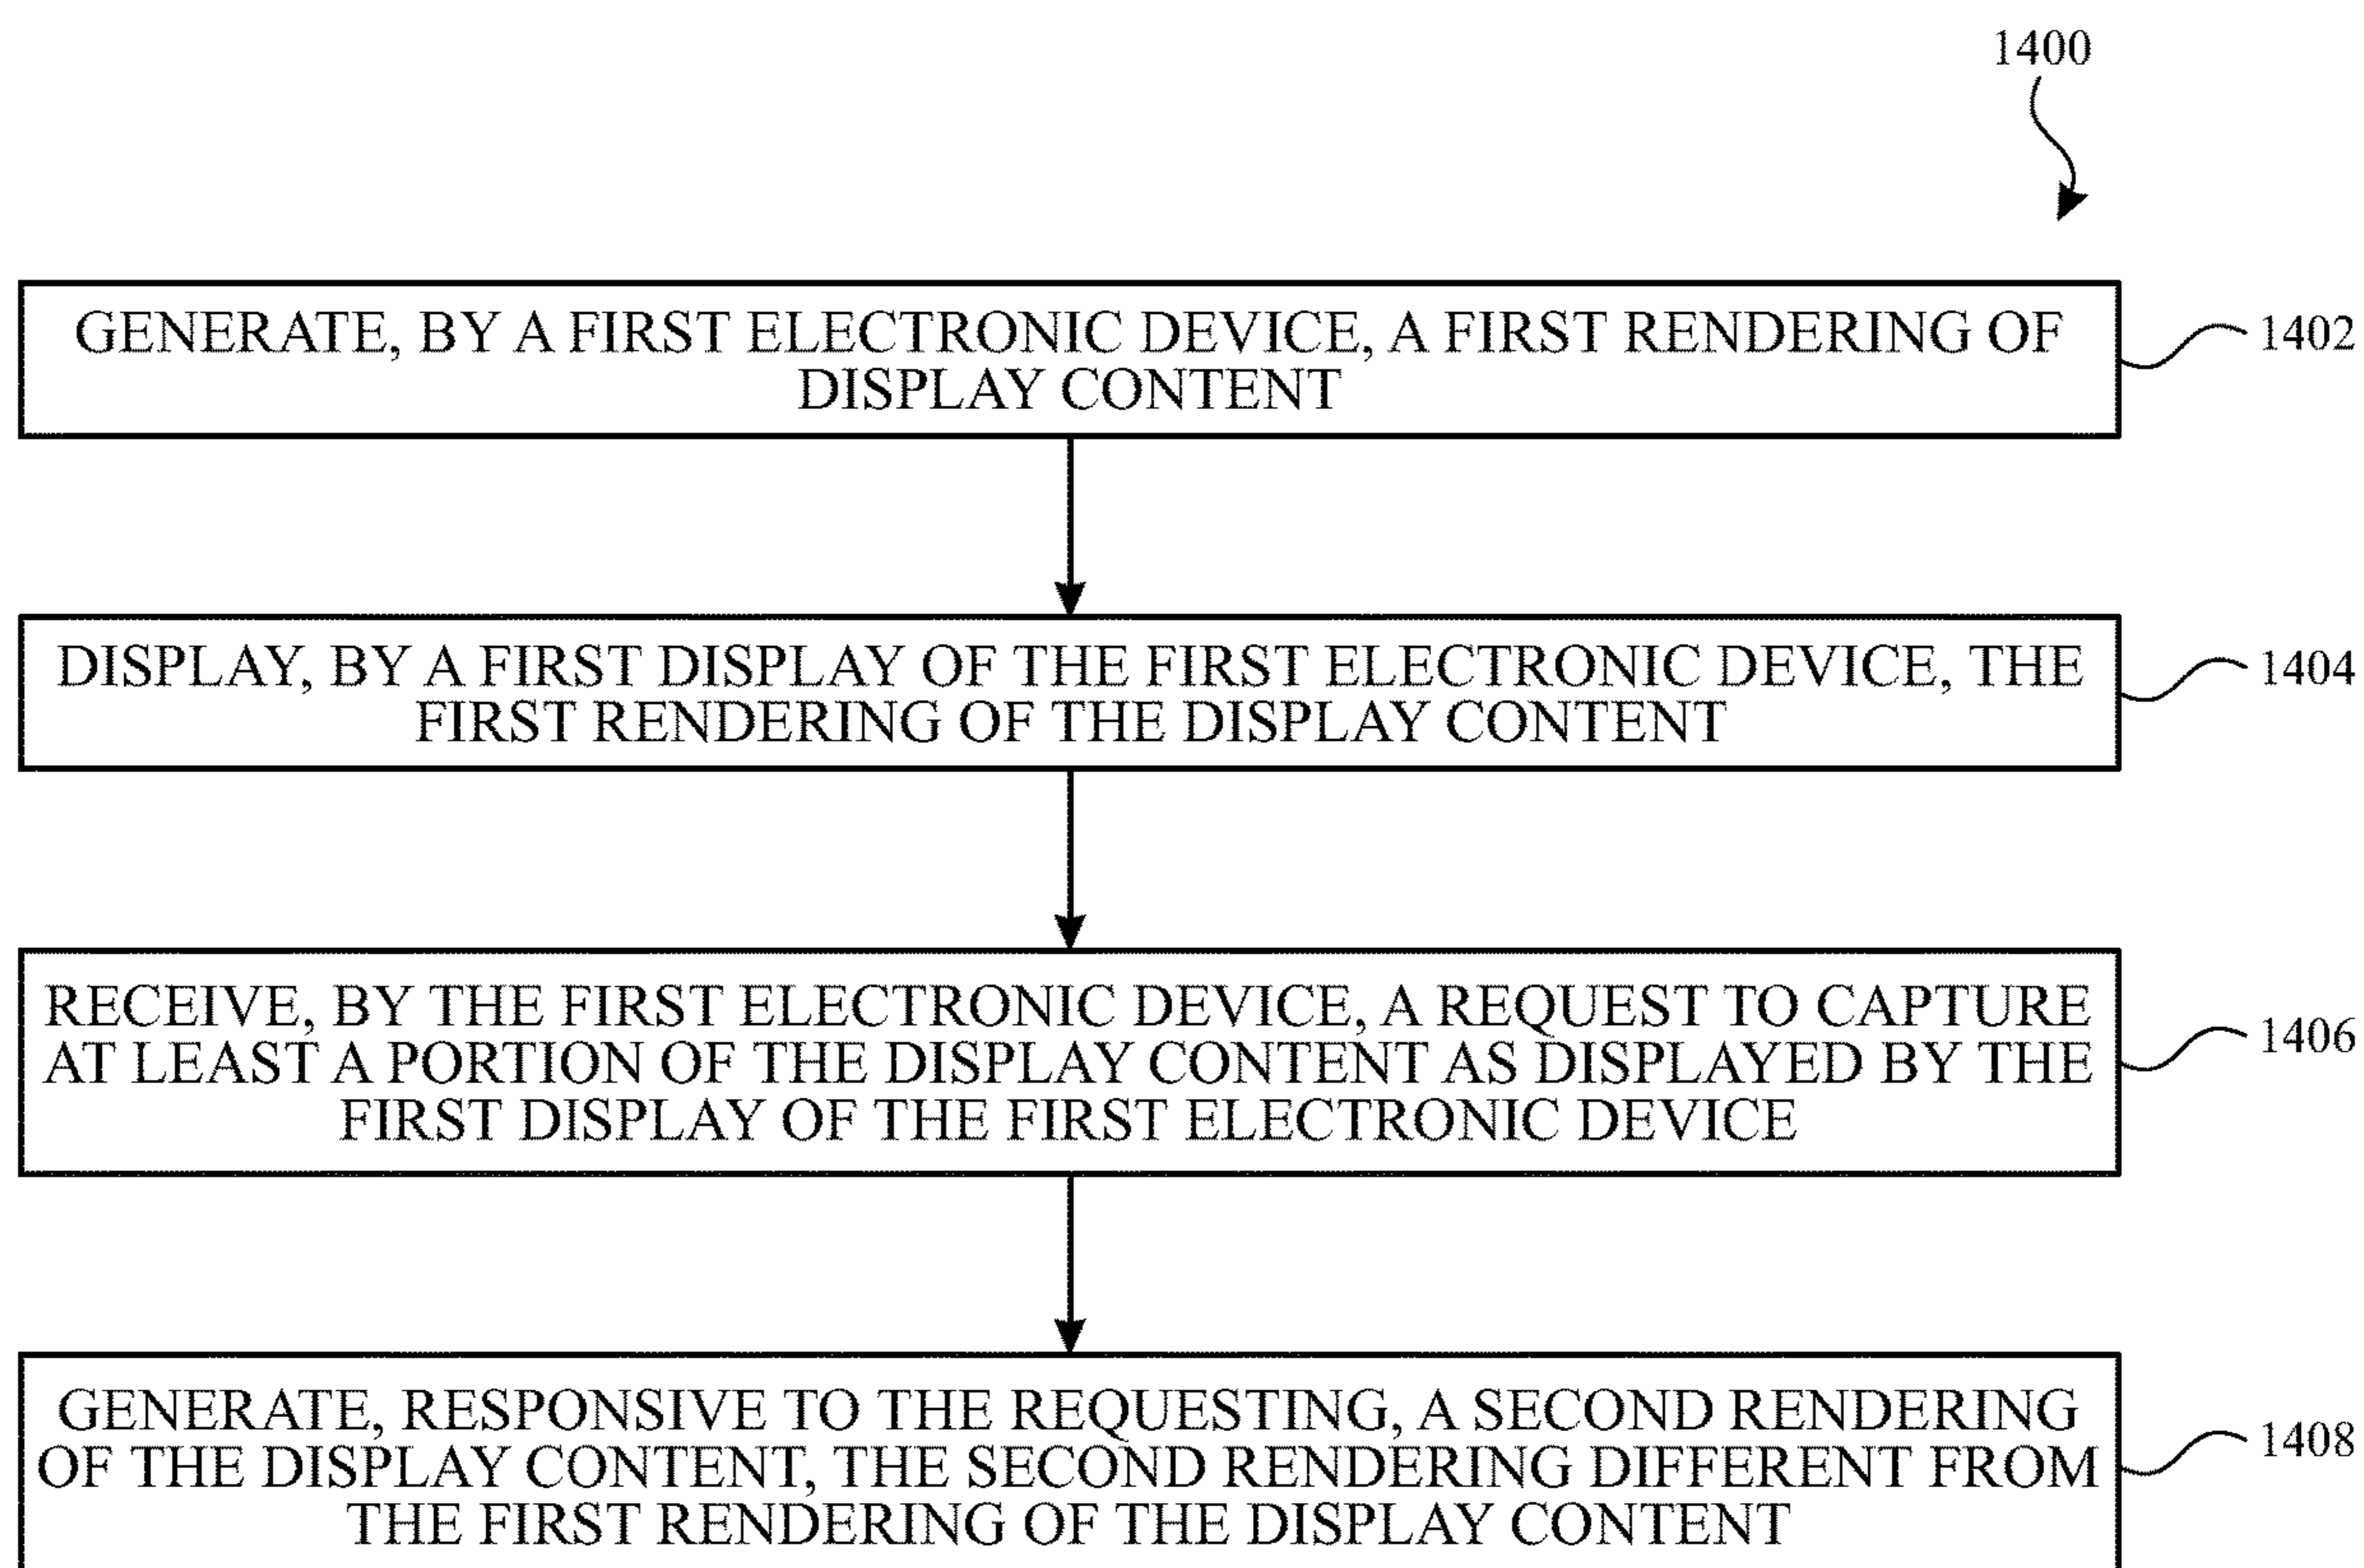 1400
GENERATE, BY A FIRST ELECTRONIC DEVICE, A FIRST RENDERING OF
DISPLAY CONTENT
1402
DISPLAY, BY A FIRST DISPLAY OF THE FIRST ELECTRONIC DEVICE, THE
FIRST RENDERING OF THE DISPLAY CONTENT
1404
RECEIVE, BY THE FIRST ELECTRONIC DEVICE, A REQUEST TO CAPTURE
AT LEAST A PORTION OF THE DISPLAY CONTENT AS DISPLAYED BY THE
FIRST DISPLAY OF THE FIRST ELECTRONIC DEVICE
1406
GENERATE, RESPONSIVE TO THE REQUESTING, A SECOND RENDERING
OF THE DISPLAY CONTENT, THE SECOND RENDERING DIFFERENT FROM
THE FIRST RENDERING OF THE DISPLAY CONTENT
1408